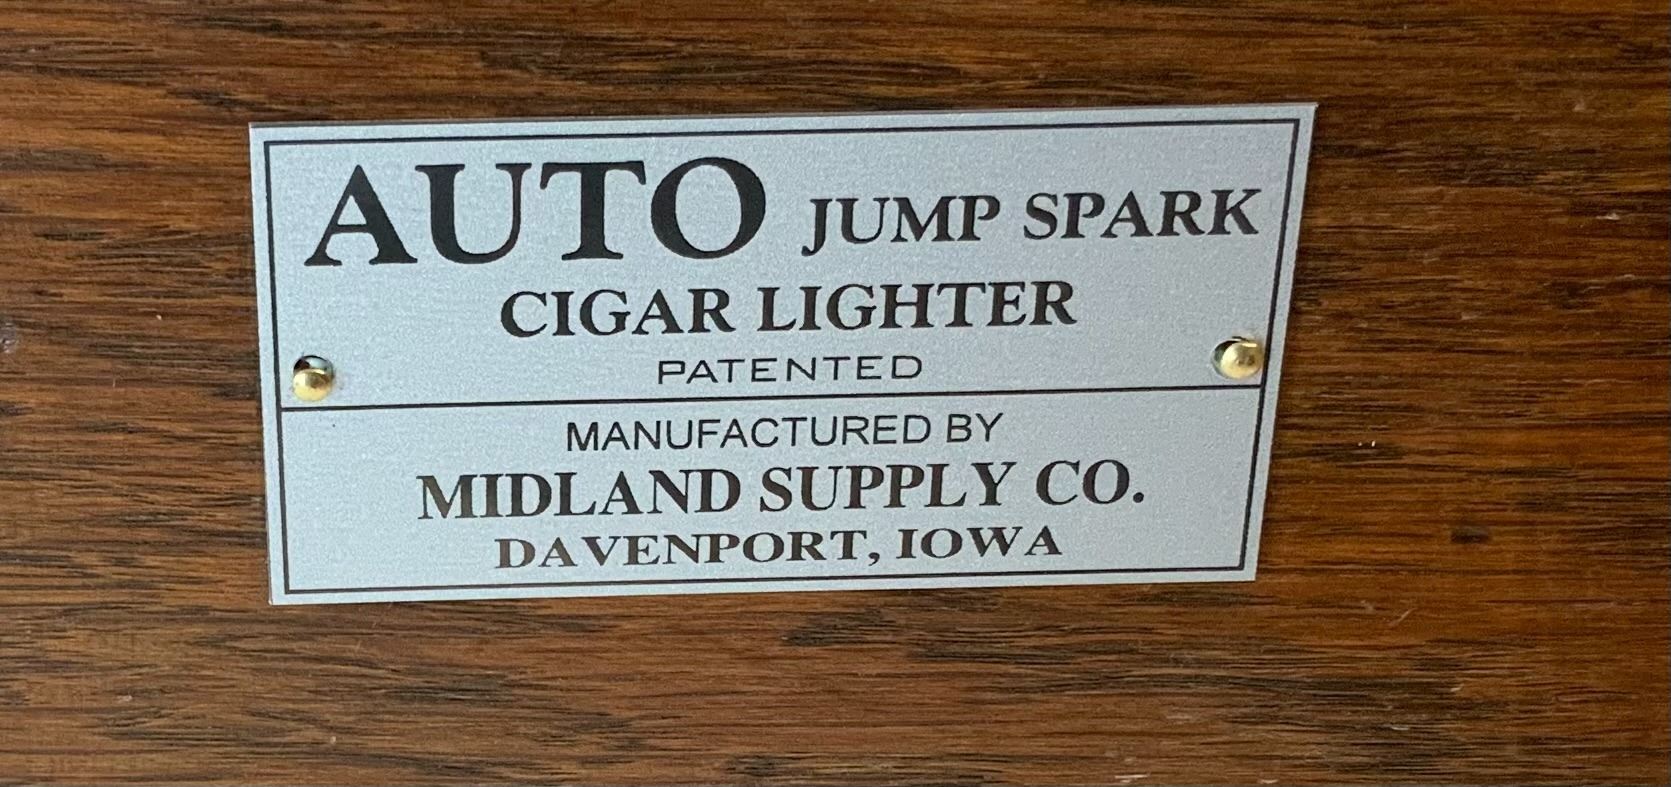 AUTO JUMP SPARK
CIGAR LIGHTER
PATENTED
MANUFACTURED BY
MIDLAND SUPPLY CO.
DAVENPORT, IOWA